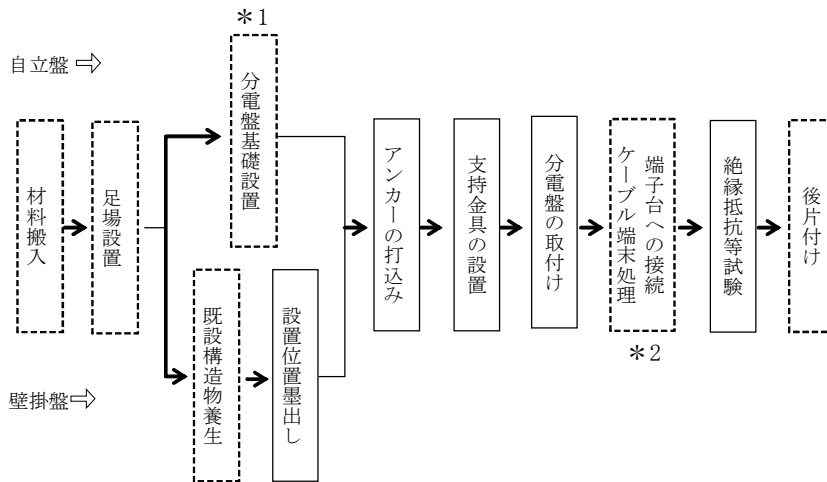 *1
自立盤⇨
材料搬入
足場設置
分電盤基礎設置
既設構造物養生
設置位置墨出し
アンカーの打込み
支持金具の設置
分電盤の取付け
端子台への接続
ケーブル端末処理
絶縁抵抗等試験
後片付け
*2
壁掛盤⇨